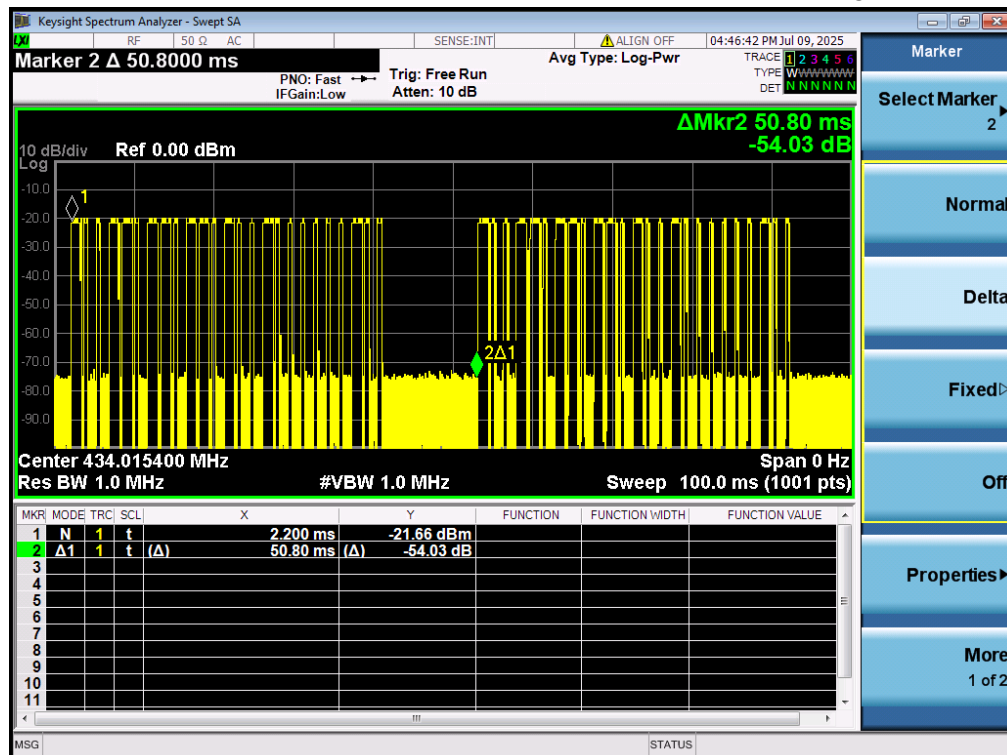 Keysight Spectrum Analyzer - Swept SA
LXI RF 50 Ω AC SENSE:INT ALIGN OFF 04:46:42 PM Jul 09, 2025
Marker 2 Δ 50.8000 ms
PNO: Fast
IFGain:Low
Trig: Free Run
Atten: 10 dB
Avg Type: Log-Pwr
TRACE 1 2 3 4 5 6
TYPE WWWWWW
DET N N N N N N
ΔMkr2 50.80 ms
-54.03 dB
10 dB/div Ref 0.00 dBm
Log
-10.0
-20.0
-30.0
-40.0
-50.0
-60.0
-70.0
-80.0
-90.0
1
2Δ1
Center 434.015400 MHz Span 0 Hz
Res BW 1.0 MHz #VBW 1.0 MHz Sweep 100.0 ms (1001 pts)
MKR MODE TRC SCL X Y FUNCTION FUNCTION WIDTH FUNCTION VALUE
1 N 1 t 2.200 ms -21.66 dBm
2 Δ1 1 t (Δ) 50.80 ms (Δ) -54.03 dB
3
4
5
6
7
8
9
10
11
MSG STATUS
Marker
Select Marker
2
Normal
Delta
Fixed
Off
Properties
More
1 of 2